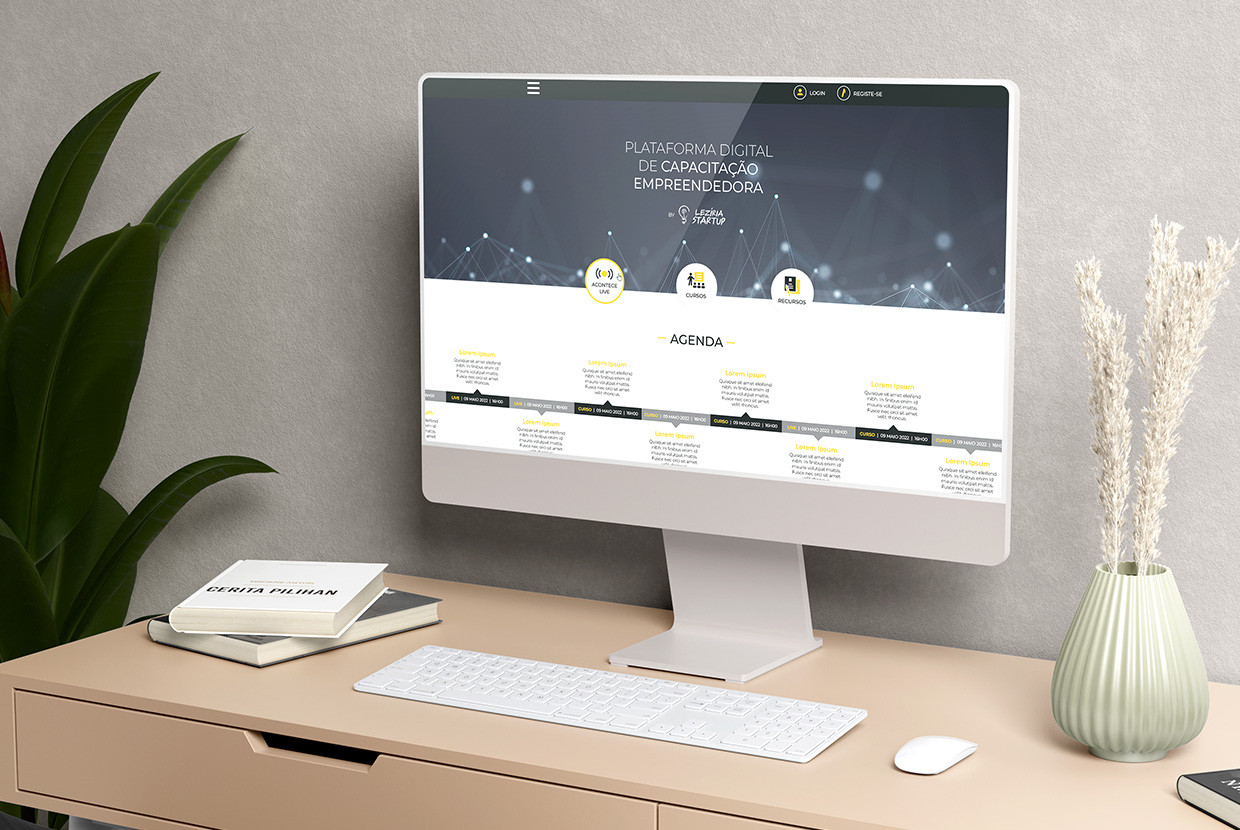 LOGIN
REGISTE-SE
PLATAFORMA DIGITAL
DE CAPACITAÇÃO
EMPREENDEDORA
BY LEZÍRIA
STARTUP
ACONTECE
LIVE
CURSOS
RECURSOS
AGENDA
Lorem Ipsum
Quisque sit amet eleifend
nibh. In finibus enim id
mauris volutpat mattis.
Fusce nec orci sit amet
velit rhoncus.
Lorem Ipsum
Quisque sit amet eleifend
nibh. In finibus enim id
mauris volutpat mattis.
Fusce nec orci sit amet
velit rhoncus.
Lorem Ipsum
Quisque sit amet eleifend
nibh. In finibus enim id
mauris volutpat mattis.
Fusce nec orci sit amet
velit rhoncus.
Lorem Ipsum
Quisque sit amet eleifend
nibh. In finibus enim id
mauris volutpat mattis.
Fusce nec orci sit amet
velit rhoncus.
LIVE | 09 MAIO 2022 | 16H00
LIVE | 09 MAIO 2022 | 16H00
CURSO | 09 MAIO 2022 | 16H00
CURSO | 09 MAIO 2022 | 16H00
CURSO | 09 MAIO 2022 | 16H00
LIVE | 09 MAIO 2022 | 16H00
CURSO | 09 MAIO 2022 | 16H00
CURSO | 09 MAIO 2022 | 16H00
Lorem Ipsum
Quisque sit amet eleifend
nibh. In finibus enim id
mauris volutpat mattis.
Lorem Ipsum
Quisque sit amet eleifend
nibh. In finibus enim id
mauris volutpat mattis.
Fusce nec orci sit amet
Lorem Ipsum
Quisque sit amet eleifend
nibh. In finibus enim id
mauris volutpat mattis.
Fusce nec orci sit amet
Lorem Ipsum
Quisque sit amet eleifend
nibh. In finibus enim id
mauris volutpat mattis.
Fusce nec orci sit amet
CERITA PILIHAN